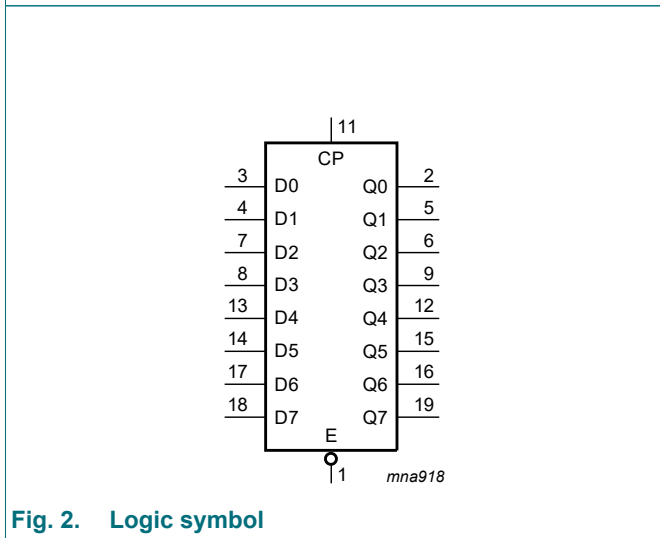 11
CP
3 D0 Q0 2
4 D1 Q1 5
7 D2 Q2 6
8 D3 Q3 9
13 D4 Q4 12
14 D5 Q5 15
17 D6 Q6 16
18 D7 Q7 19
E
1 mna918
Fig. 2. Logic symbol